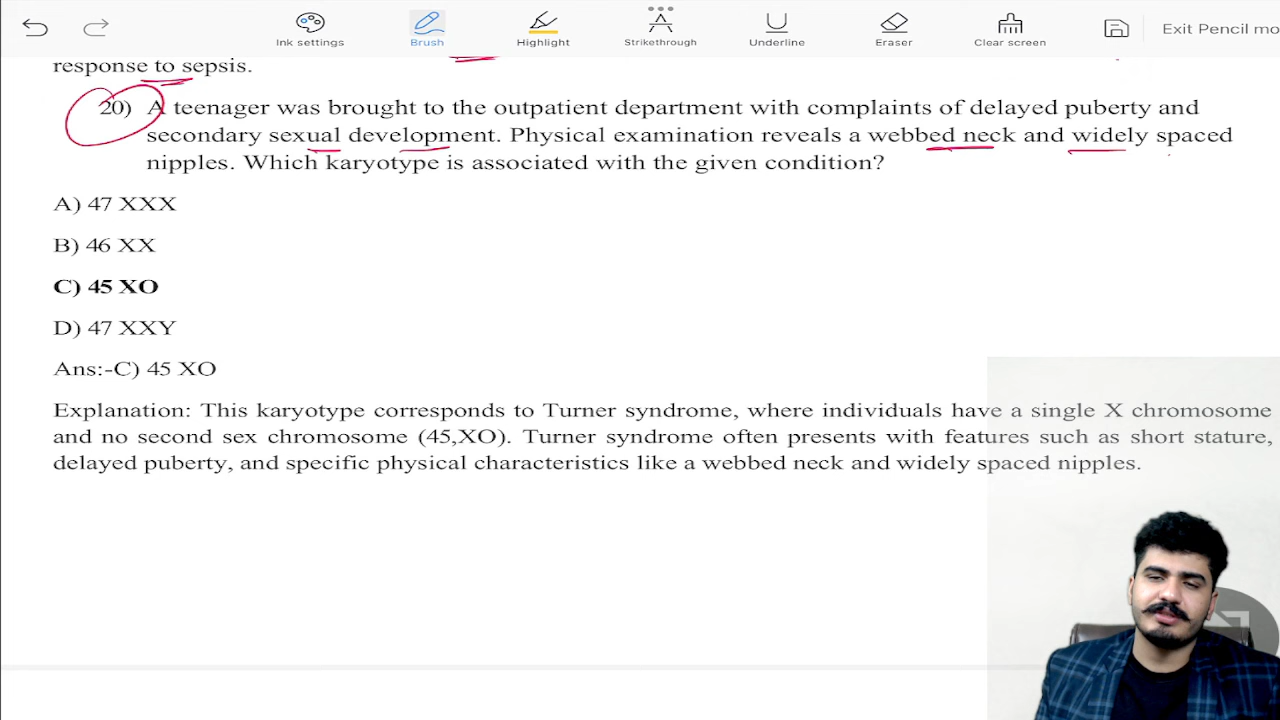 Ink settings
Brush
Highlight
Strikethrough
Underline
Eraser
Clear screen
Exit Pencil mo
response to sepsis.
20) A teenager was brought to the outpatient department with complaints of delayed puberty and
secondary sexual development. Physical examination reveals a webbed neck and widely spaced
nipples. Which karyotype is associated with the given condition?
A) 47 XXX
B) 46 XX
C) 45 XO
D) 47 XXY
Ans:-C) 45 XO
Explanation: This karyotype corresponds to Turner syndrome, where individuals have a single X chromosome
and no second sex chromosome (45,XO). Turner syndrome often presents with features such as short stature,
delayed puberty, and specific physical characteristics like a webbed neck and widely spaced nipples.